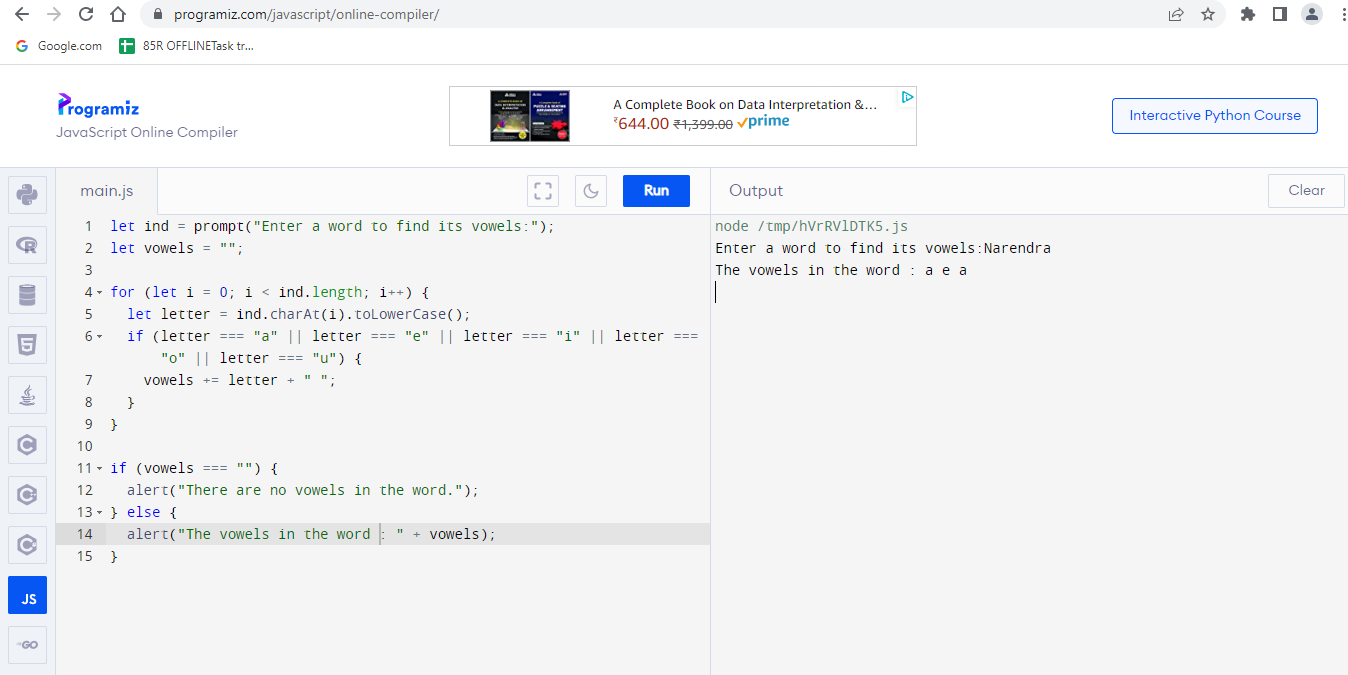 programiz.com/javascript/online-compiler/
Google.com
85R OFFLINETask tr...
Programiz
JavaScript Online Compiler
A Complete Book on Data Interpretation &...
₹644.00 ₹1,399.00 prime
Interactive Python Course
main.js
Run
Output
Clear
1 let ind = prompt("Enter a word to find its vowels:");
2 let vowels = "";
3
4 for (let i = 0; i < ind.length; i++) {
5 let letter = ind.charAt(i).toLowerCase();
6 if (letter === "a" || letter === "e" || letter === "i" || letter ===
"o" || letter === "u") {
7 vowels += letter + " ";
8 }
9 }
10
11 if (vowels === "") {
12 alert("There are no vowels in the word.");
13 } else {
14 alert("The vowels in the word : " + vowels);
15 }
node /tmp/hVrRVlDTK5.js
Enter a word to find its vowels:Narendra
The vowels in the word : a e a
R
5
C
C
C
JS
GO